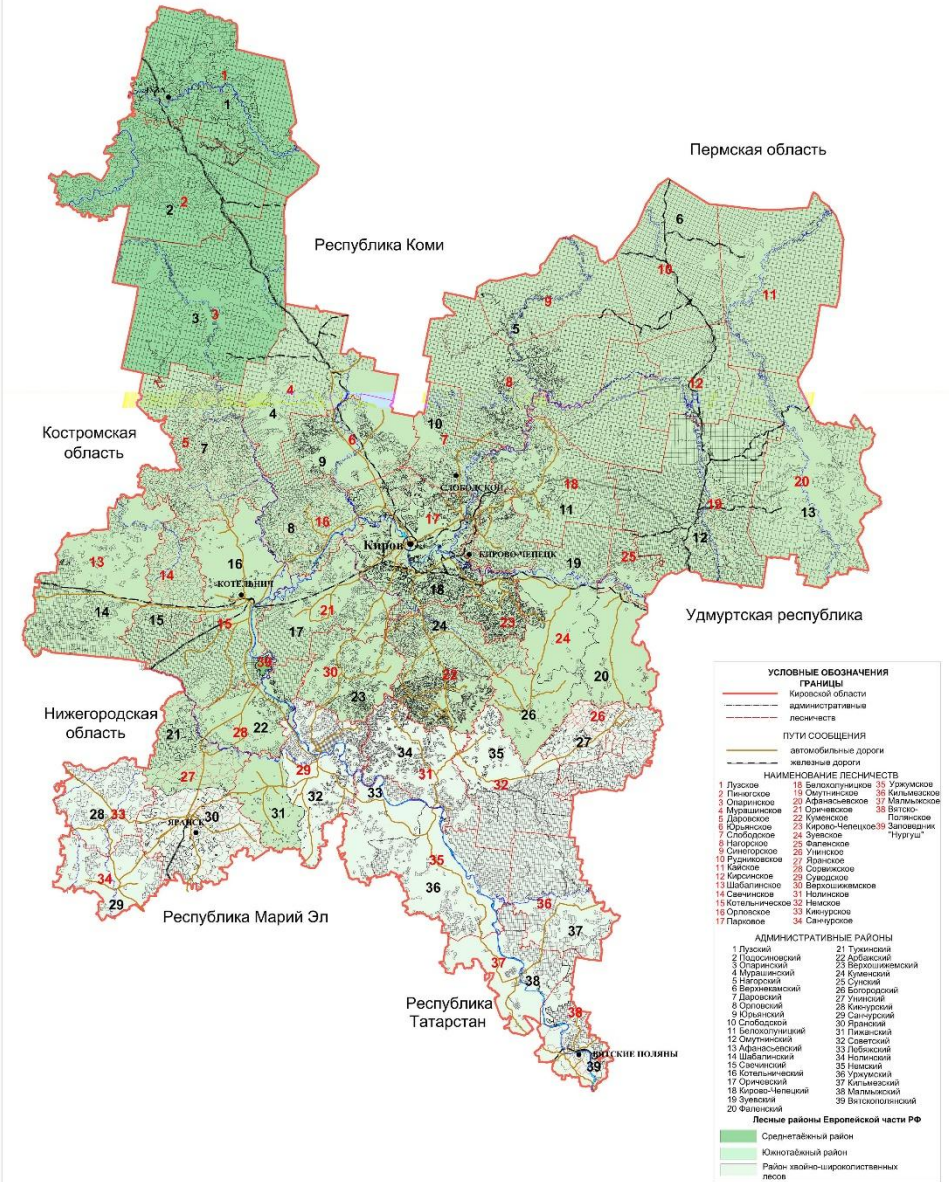 Пермская область
Республика Коми
Костромская
область
Нижегородская
область
Удмуртская республика
Республика Марий Эл
Республика
Татарстан
СЛОБОДСКОЙ
Киров
КИРОВО-ЧЕПЕЦК
КОТЕЛЬНИЧ
ЯРАНСК
ВЯТСКИЕ ПОЛЯНЫ
УСЛОВНЫЕ ОБОЗНАЧЕНИЯ
ГРАНИЦЫ
Кировской области
административные
лесничеств
ПУТИ СООБЩЕНИЯ
автомобильные дороги
железные дороги
НАИМЕНОВАНИЕ ЛЕСНИЧЕСТВ
1 Лузское
2 Пинюгское
3 Опаринское
4 Мурашинское
5 Даровское
6 Юрьянское
7 Слободское
8 Нагорское
9 Синегорское
10 Рудниковское
11 Кайское
12 Кирсинское
13 Шабалинское
14 Свечинское
15 Котельничское
16 Орловское
17 Парковое
18 Белохолуницкое
19 Омутнинское
20 Афанасьевское
21 Оричевское
22 Куменское
23 Кирово-Чепецкое
24 Зуевское
25 Фаленское
26 Унинское
27 Яранское
28 Сорвижское
29 Суводское
30 Верхошижемское
31 Нолинское
32 Немское
33 Кикнурское
34 Санчурское
35 Уржумское
36 Кильмезское
37 Малмыжское
38 Вятско-
Полянское
39 Заповедник
"Нургуш"
АДМИНИСТРАТИВНЫЕ РАЙОНЫ
1 Лузский
2 Подосиновский
3 Опаринский
4 Мурашинский
5 Нагорский
6 Верхнекамский
7 Даровский
8 Орловский
9 Юрьянский
10 Слободской
11 Белохолуницкий
12 Омутнинский
13 Афанасьевский
14 Шабалинский
15 Свечинский
16 Котельничский
17 Оричевский
18 Кирово-Чепецкий
19 Зуевский
20 Фаленский
21 Тужинский
22 Арбажский
23 Верхошижемский
24 Куменский
25 Сунский
26 Богородский
27 Унинский
28 Кикнурский
29 Санчурский
30 Яранский
31 Пижанский
32 Советский
33 Лебяжский
34 Нолинский
35 Немский
36 Уржумский
37 Кильмезский
38 Малмыжский
39 Вятскополянский
Лесные районы Европейской части РФ
Среднетаёжный район
Южнотаёжный район
Район хвойно-широколиственных
лесов